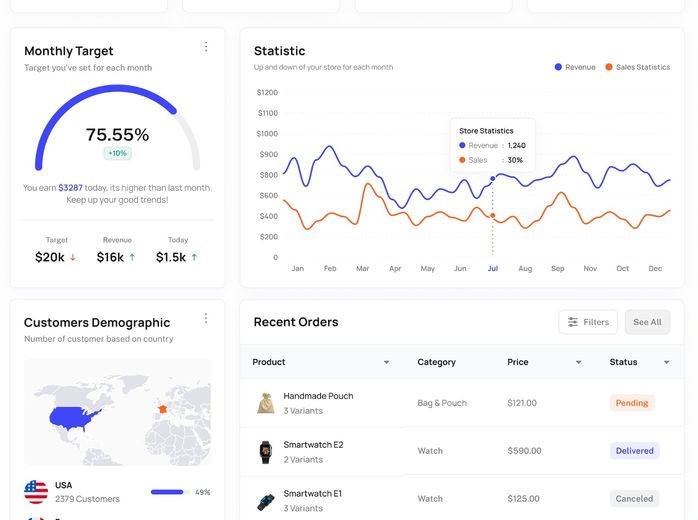 Monthly Target
Target you've set for each month
75.55%
+10%
You earn $3287 today, its higher than last month.
Keep up your good trends!
Target
Revenue
Today
$20k ↓
$16k ↑
$1.5k ↑
Statistic
Up and down of your store for each month
Revenue
Sales Statistics
$1200
$1100
$1000
$900
$800
$600
$400
$200
0
Store Statistics
Revenue : 1,240
Sales : 30%
Jan Feb Mar Apr May Jun Jul Aug Sep Nov Oct Dec
Customers Demographic
Number of customer based on country
USA
2379 Customers
49%
Recent Orders
Filters
See All
Product Category Price Status
Handmade Pouch
3 Variants
Bag & Pouch
$121.00
Pending
Smartwatch E2
2 Variants
Watch
$590.00
Delivered
Smartwatch E1
3 Variants
Watch
$125.00
Canceled